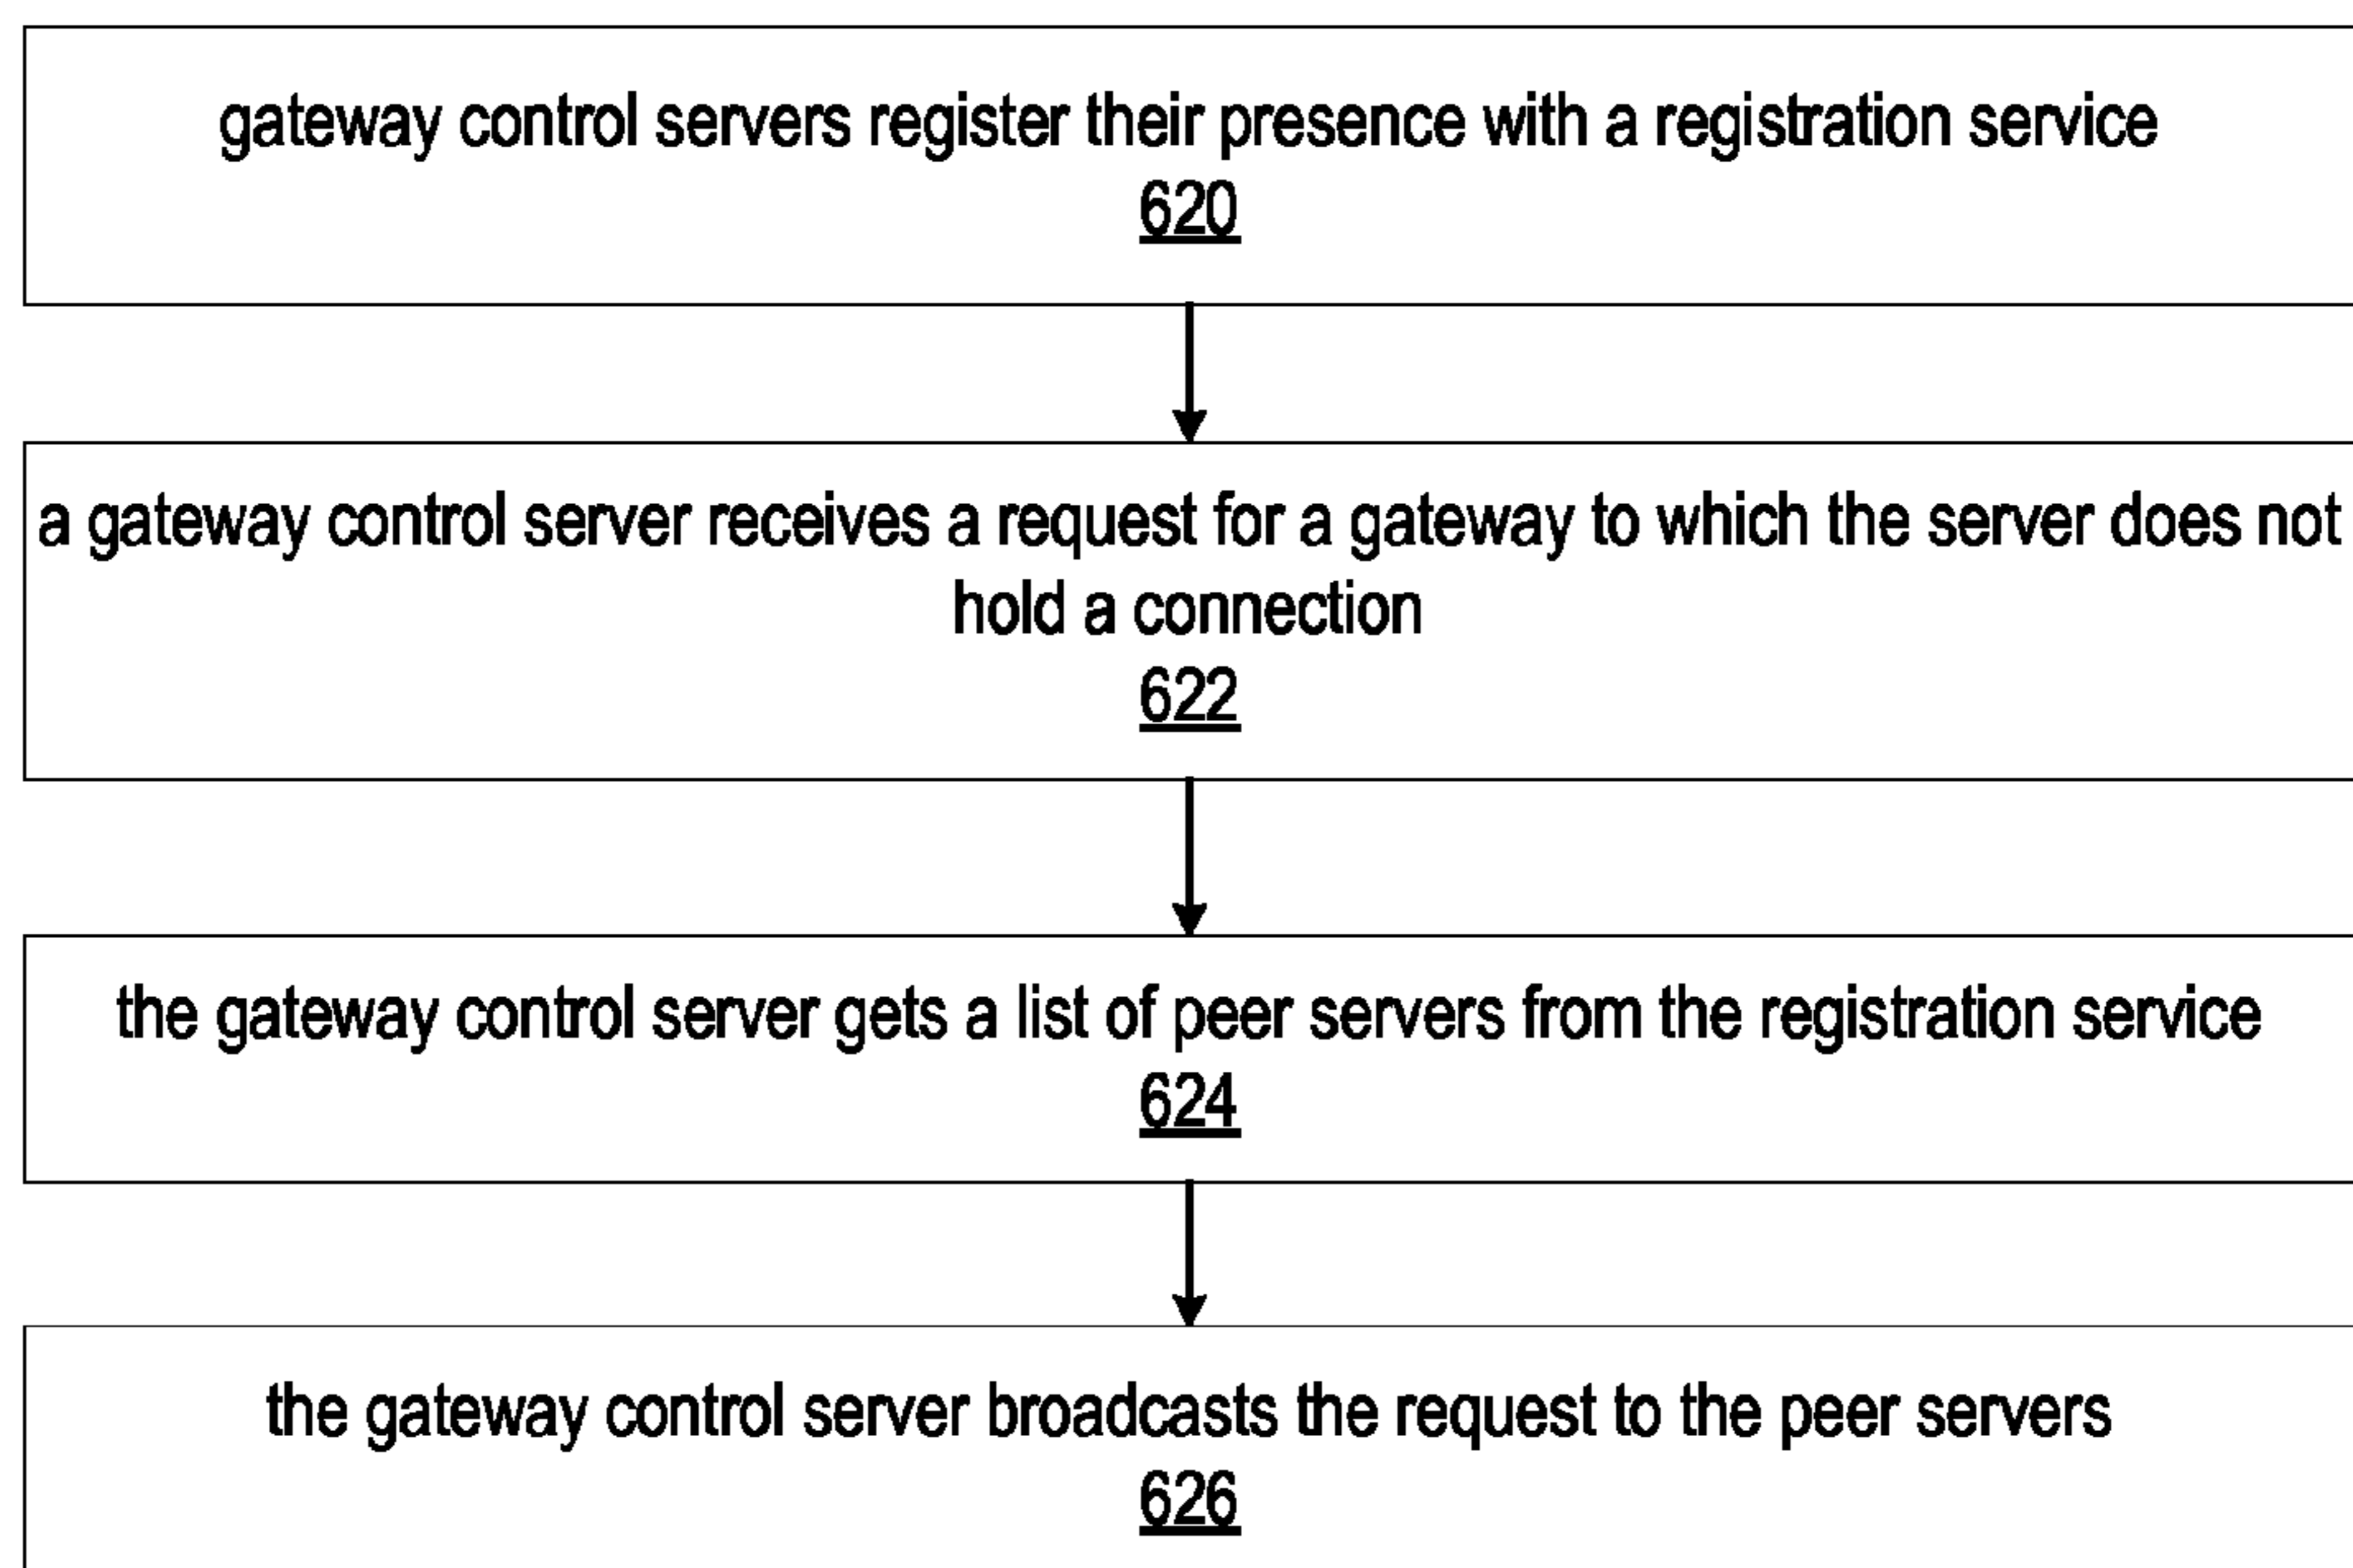 gateway control servers register their presence with a registration service
620
a gateway control server receives a request for a gateway to which the server does not
hold a connection
622
the gateway control server gets a list of peer servers from the registration service
624
the gateway control server broadcasts the request to the peer servers
626